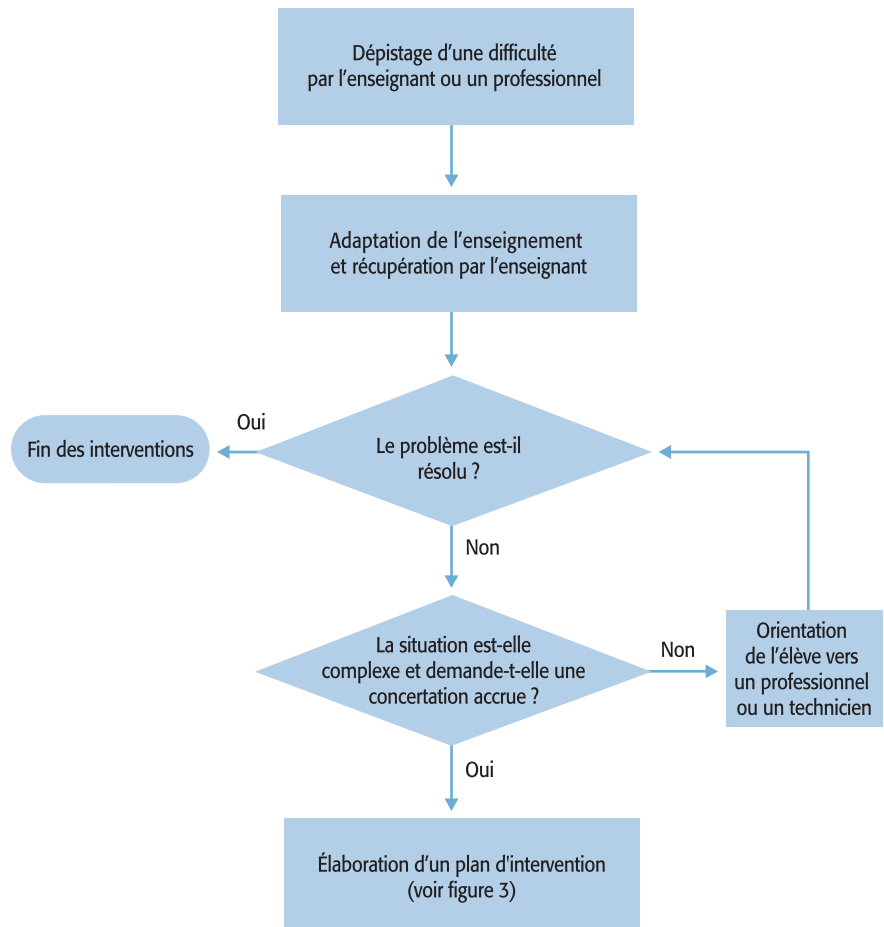 Dépistage d’une difficulté
par l’enseignant ou un professionnel
Adaptation de l’enseignement
et récupération par l’enseignant
Oui
Fin des interventions
Le problème est-il
résolu ?
Non
La situation est-elle
complexe et demande-t-elle une
concertation accrue ?
Non
Orientation
de l’élève vers
un professionnel
ou un technicien
Oui
Élaboration d’un plan d'intervention
(voir figure 3)